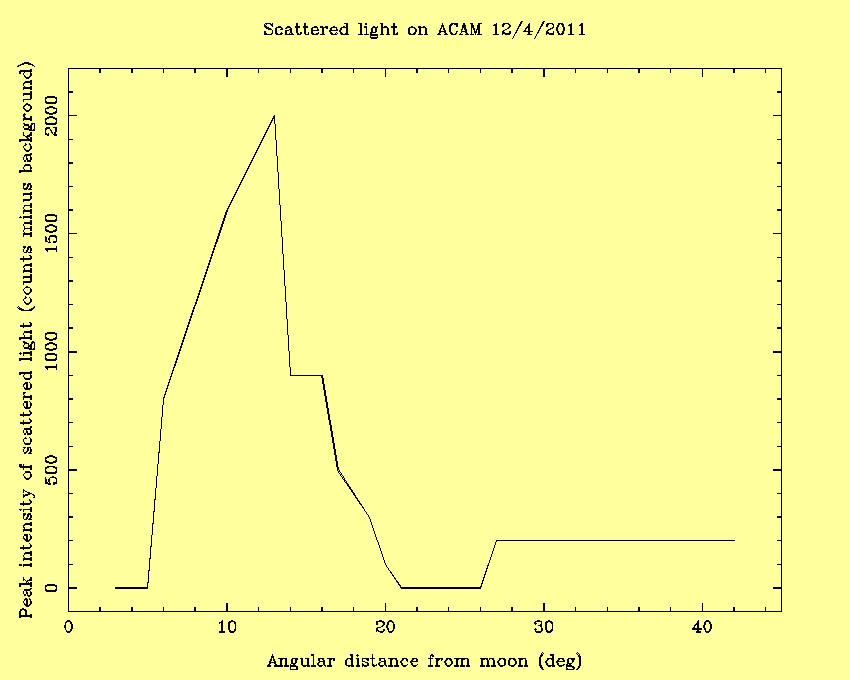 Scattered light on ACAM 12/4/2011
Peak intensity of scattered light (counts minus background)
2000
1500
1000
500
0
0 10 20 30 40
Angular distance from moon (deg)